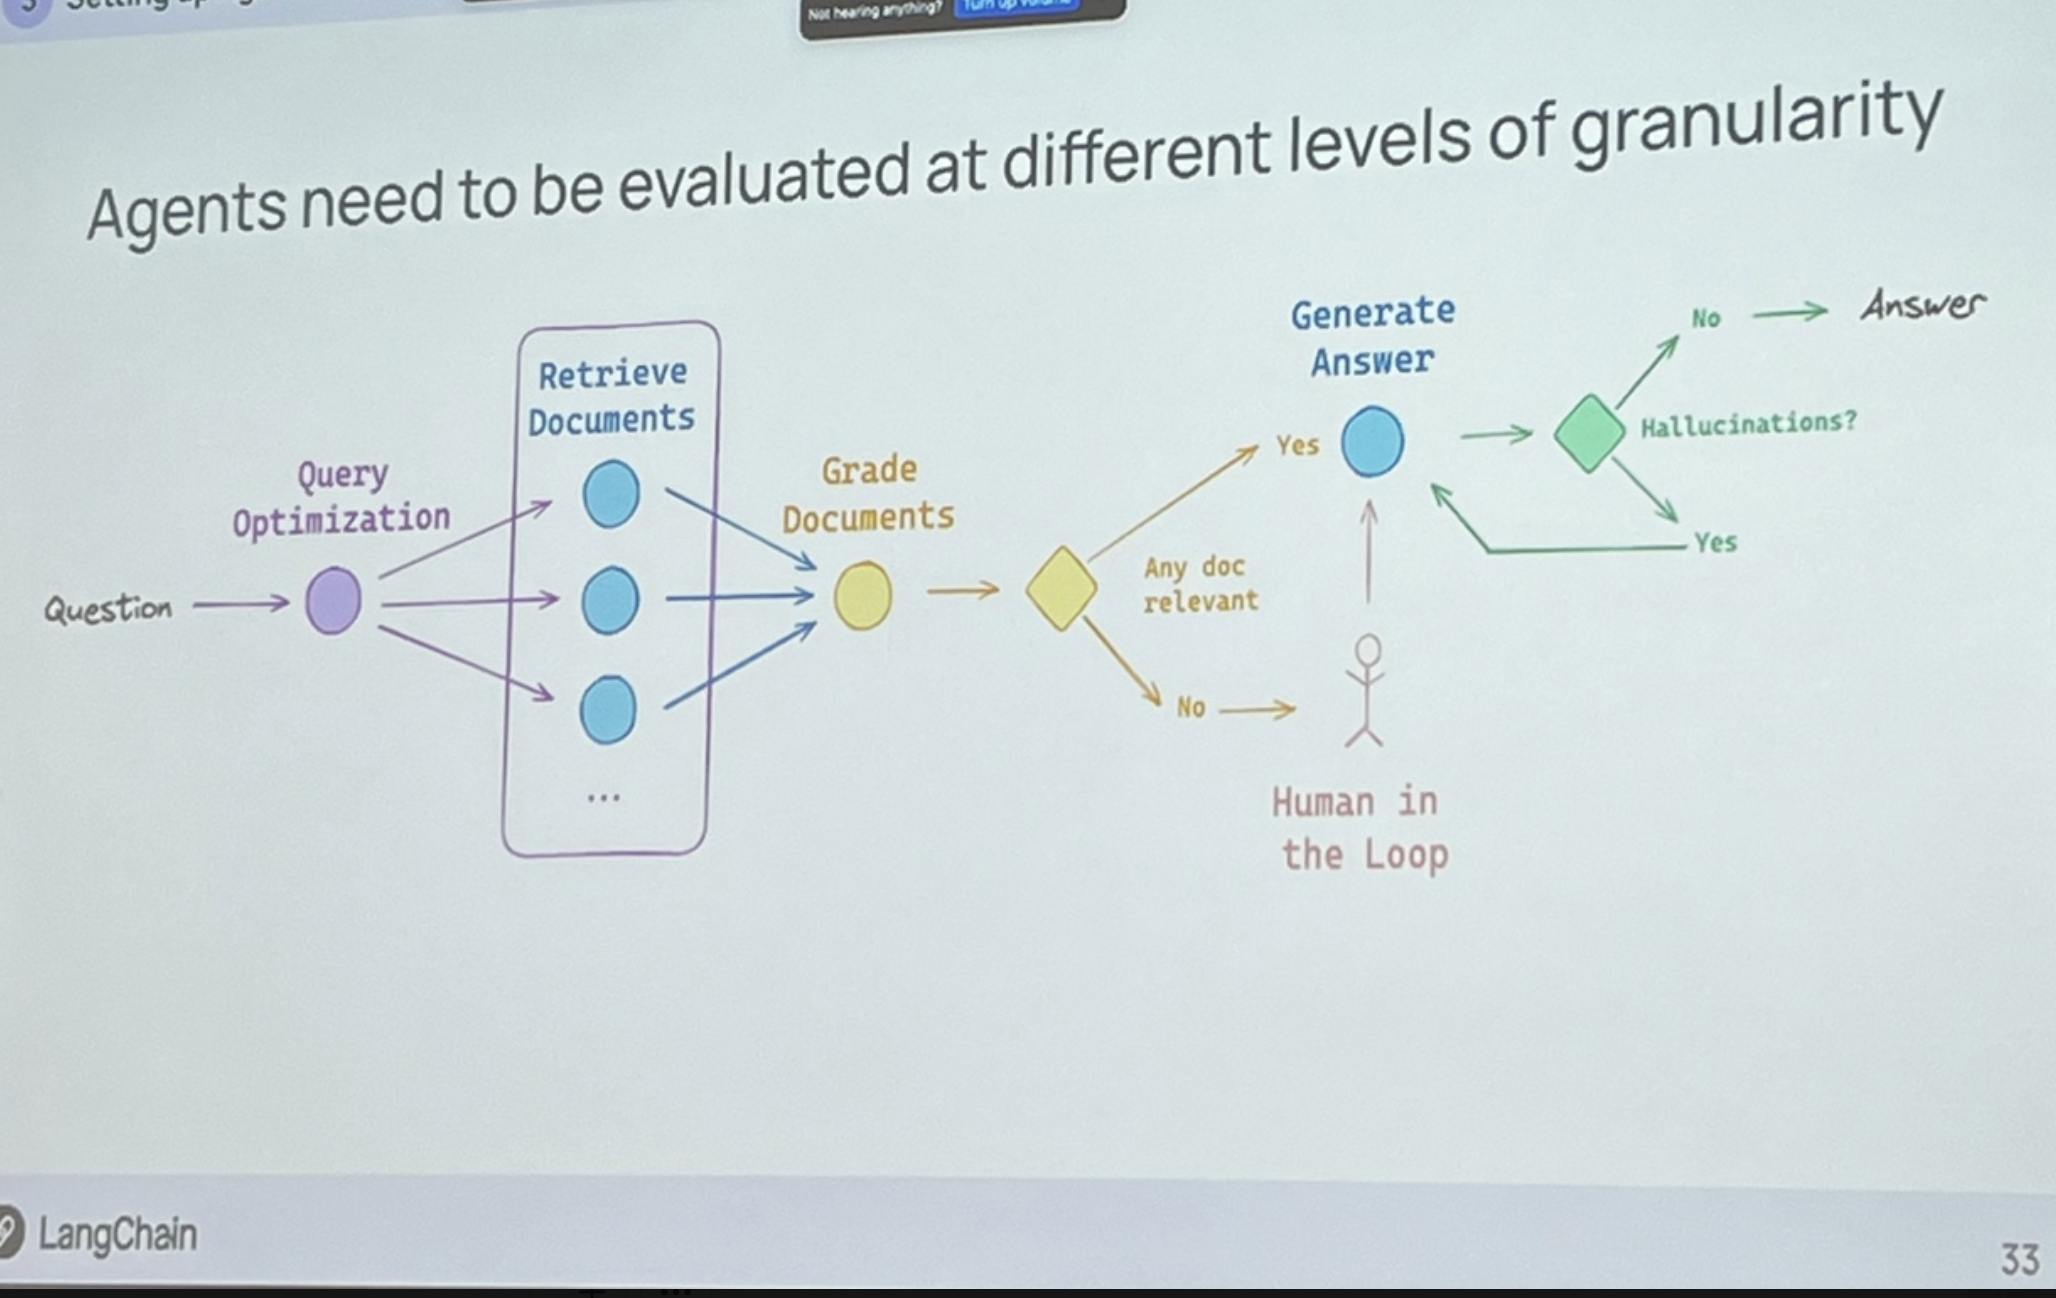 Not hearing anything?
Agents need to be evaluated at different levels of granularity
Question
Query
Optimization
Retrieve
Documents
...
Grade
Documents
Any doc
relevant
Yes
No
Generate
Answer
Human in
the Loop
Hallucinations?
No
Answer
Yes
LangChain
33